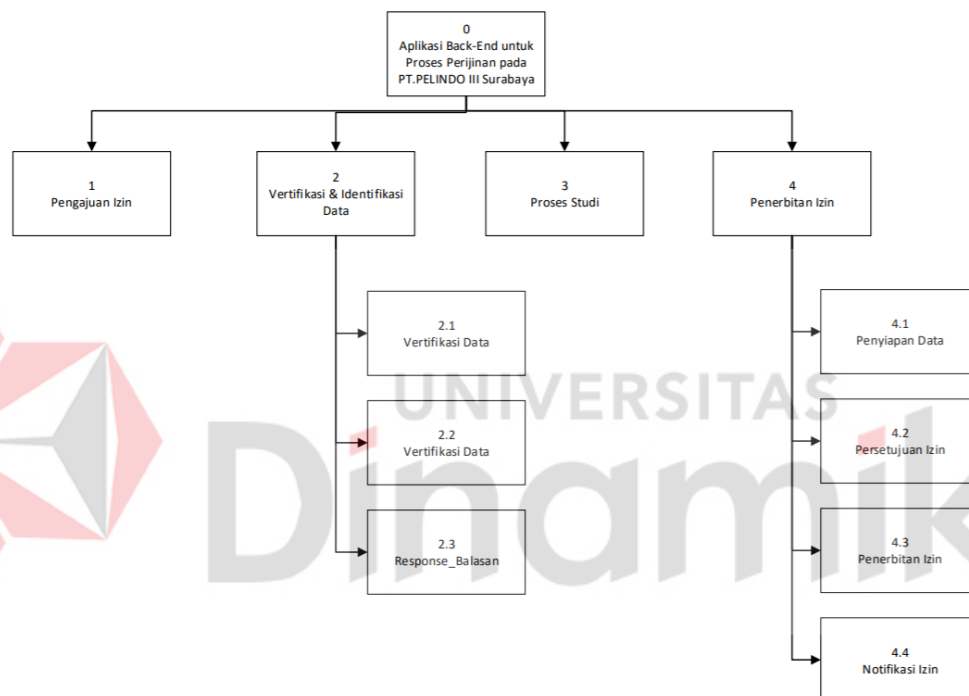 0
Aplikasi Back-End untuk
Proses Perijinan pada
PT.PELINDO III Surabaya
1
Pengajuan Izin
2
Vertifikasi & Identifikasi
Data
3
Proses Studi
4
Penerbitan Izin
2.1
Vertifikasi Data
2.2
Vertifikasi Data
2.3
Response_Balasan
4.1
Penyiapan Data
4.2
Persetujuan Izin
4.3
Penerbitan Izin
4.4
Notifikasi Izin
UNIVERSITAS
Dinamik